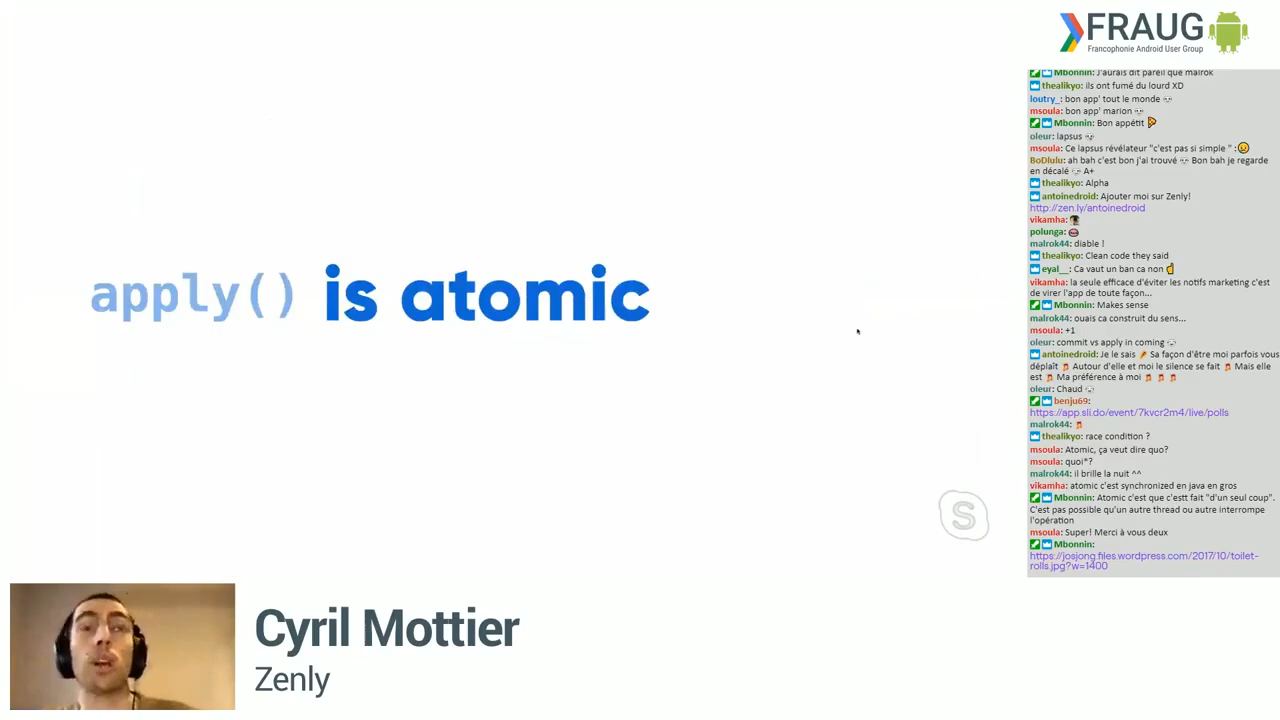 FRAUG
Francophonie Android User Group
apply() is atomic
Mbonnin: J'aurais dit pareil que malrok
thealikyo: ils ont fumé du lourd XD
loutry_: bon app' tout le monde
msoula: bon app' marion
Mbonnin: Bon appétit
oleur: lapsus
msoula: Ce lapsus révélateur "c'est pas si simple" :
BoDlulu: ah bah c'est bon j'ai trouvé Bon bah je regarde
en décalé A+
thealikyo: Alpha
antoinedroid: Ajouter moi sur Zenly!
http://zen.ly/antoinedroid
vikamha:
polunga:
malrok44: diable !
thealikyo: Clean code they said
eyal__: Ca vaut un ban ca non
vikamha: la seule efficace d'éviter les notifs marketing c'est
de virer l'app de toute façon...
Mbonnin: Makes sense
malrok44: ouais ca construit du sens...
msoula: +1
oleur: commit vs apply in coming
antoinedroid: Je le sais Sa façon d'être moi parfois vous
déplaît Autour d'elle et moi le silence se fait Mais elle
est Ma préférence à moi
oleur: Chaud
benju69:
https://app.sli.do/event/7kvcr2m4/live/polls
malrok44:
thealikyo: race condition ?
msoula: Atomic, ça veut dire quo?
msoula: quoi*?
malrok44: il brille la nuit ^^
vikamha: atomic c'est synchronized en java en gros
Mbonnin: Atomic c'est que c'estt fait "d'un seul coup".
C'est pas possible qu'un autre thread ou autre interrompe
l'opération
msoula: Super! Merci à vous deux
Mbonnin:
https://josjong.files.wordpress.com/2017/10/toilet-
rolls.jpg?w=1400
S
Cyril Mottier
Zenly